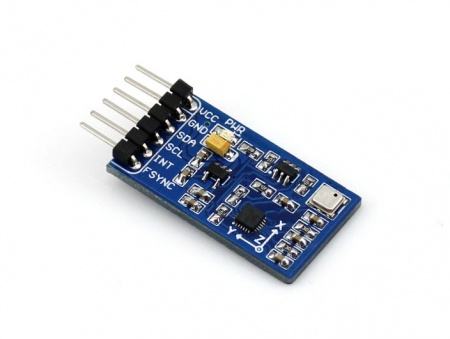 VCC PWR
GND
SDA
SCL
INT
FSYNC
X
Z
Y